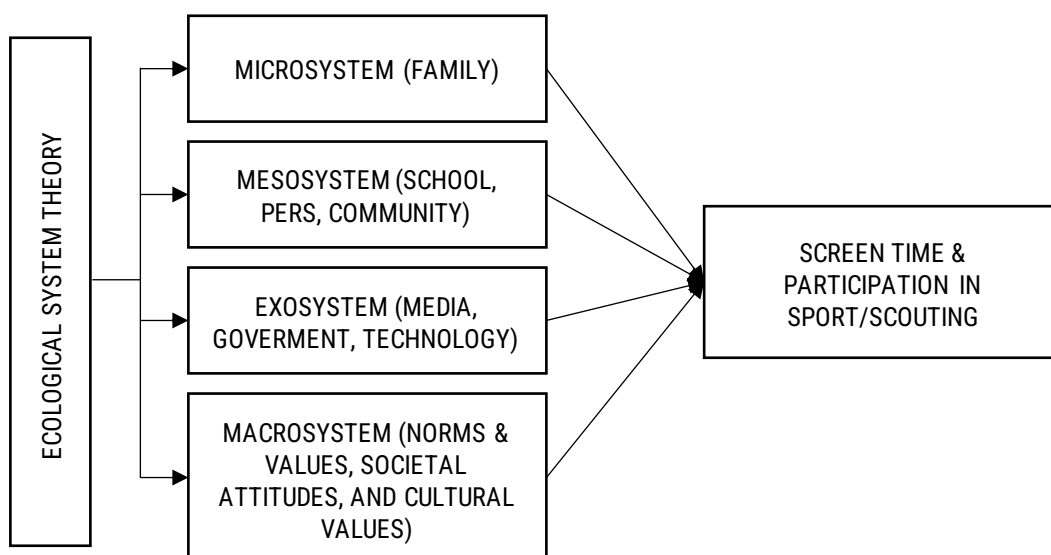 ECOLOGICAL SYSTEM THEORY
MICROSYSTEM (FAMILY)
MESOSYSTEM (SCHOOL,
PERS, COMMUNITY)
EXOSYSTEM (MEDIA,
GOVERMENT, TECHNOLOGY)
MACROSYSTEM (NORMS &
VALUES, SOCIETAL
ATTITUDES, AND CULTURAL
VALUES)
SCREEN TIME &
PARTICIPATION IN
SPORT/SCOUTING